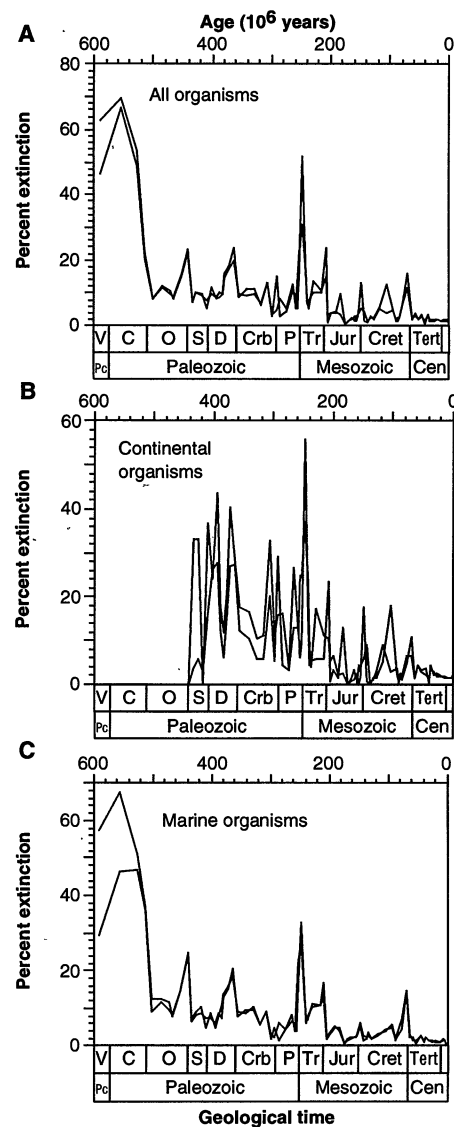 A
Age (10⁶ years)
600 400 200 0
80
60
40
20
0
Percent extinction
All organisms
V C O S D Crb P Tr Jur Cret Tert
Pc Paleozoic Mesozoic Cen
B
600 400 200 0
60
40
20
0
Percent extinction
Continental
organisms
V C O S D Crb P Tr Jur Cret Tert
Pc Paleozoic Mesozoic Cen
C
600 400 200 0
60
40
20
0
Percent extinction
Marine organisms
V C O S D Crb P Tr Jur Cret Tert
Pc Paleozoic Mesozoic Cen
Geological time